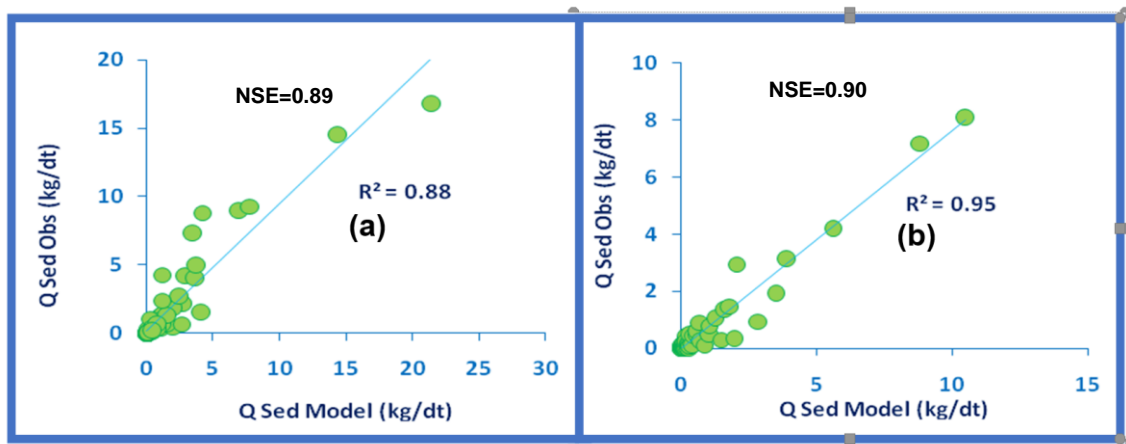 20
15
10
5
0
Q Sed Obs (kg/dt)
NSE=0.89
R² = 0.88
(a)
0 5 10 15 20 25 30
Q Sed Model (kg/dt)
10
8
6
4
2
0
Q Sed Obs (kg/dt)
NSE=0.90
R² = 0.95
(b)
0 5 10 15
Q Sed Model (kg/dt)